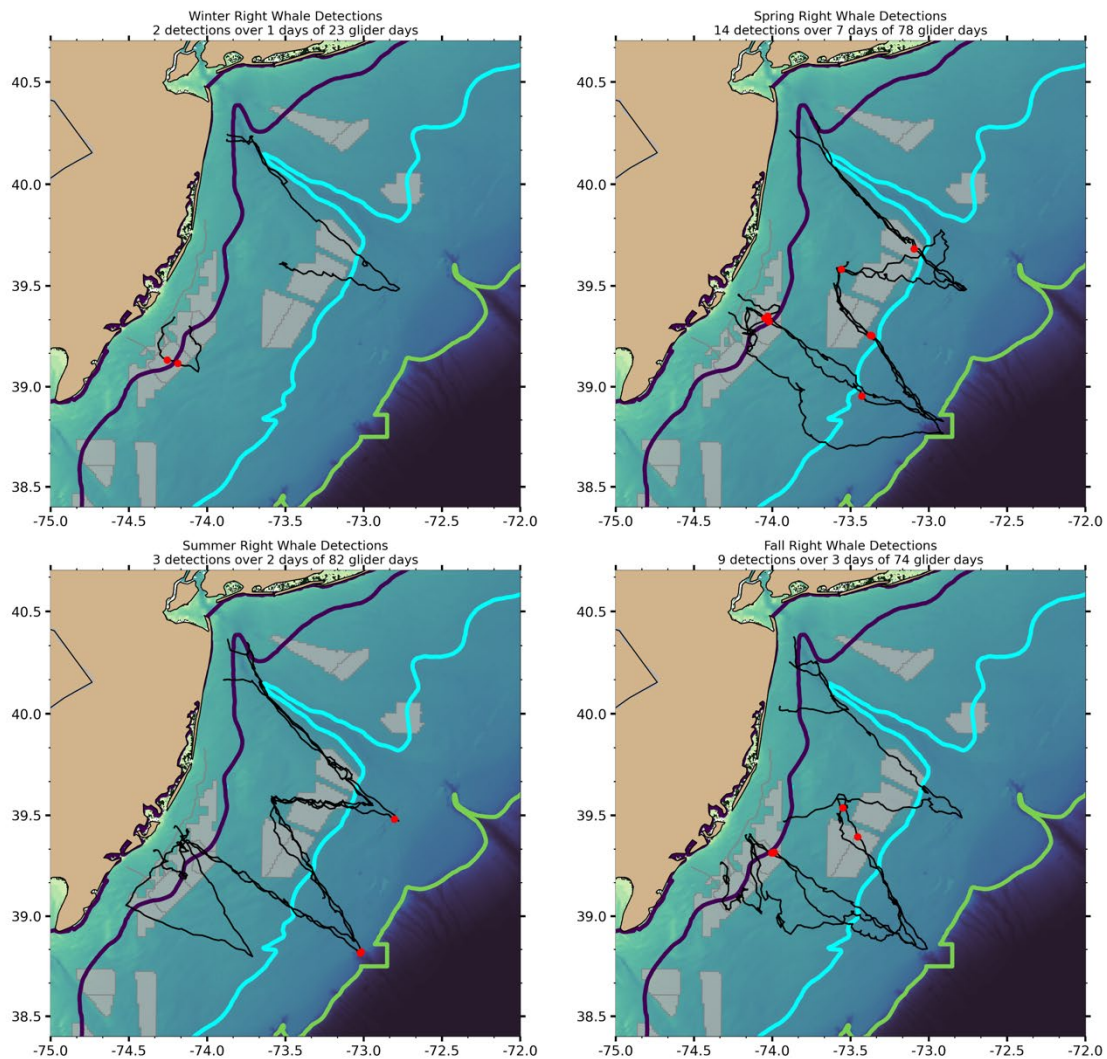 Winter Right Whale Detections
2 detections over 1 days of 23 glider days
40.5
40.0
39.5
39.0
38.5
-75.0 -74.5 -74.0 -73.5 -73.0 -72.5 -72.0
Spring Right Whale Detections
14 detections over 7 days of 78 glider days
40.5
40.0
39.5
39.0
38.5
-75.0 -74.5 -74.0 -73.5 -73.0 -72.5 -72.0
Summer Right Whale Detections
3 detections over 2 days of 82 glider days
40.5
40.0
39.5
39.0
38.5
-75.0 -74.5 -74.0 -73.5 -73.0 -72.5 -72.0
Fall Right Whale Detections
9 detections over 3 days of 74 glider days
40.5
40.0
39.5
39.0
38.5
-75.0 -74.5 -74.0 -73.5 -73.0 -72.5 -72.0